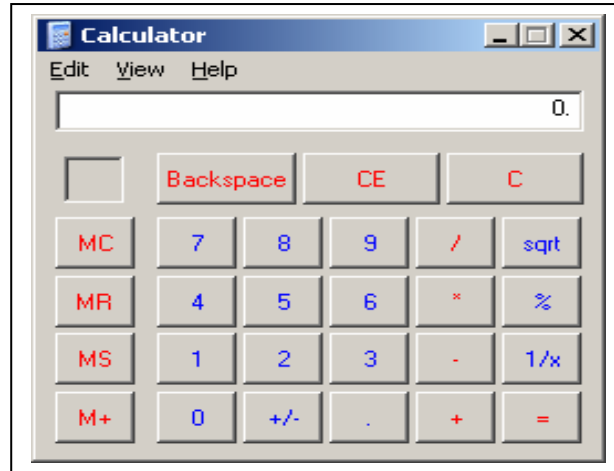 Calculator
Edit View Help
0.
Backspace CE C
MC 7 8 9 / sqrt
MR 4 5 6 * %
MS 1 2 3 - 1/x
M+ 0 +/- . + =